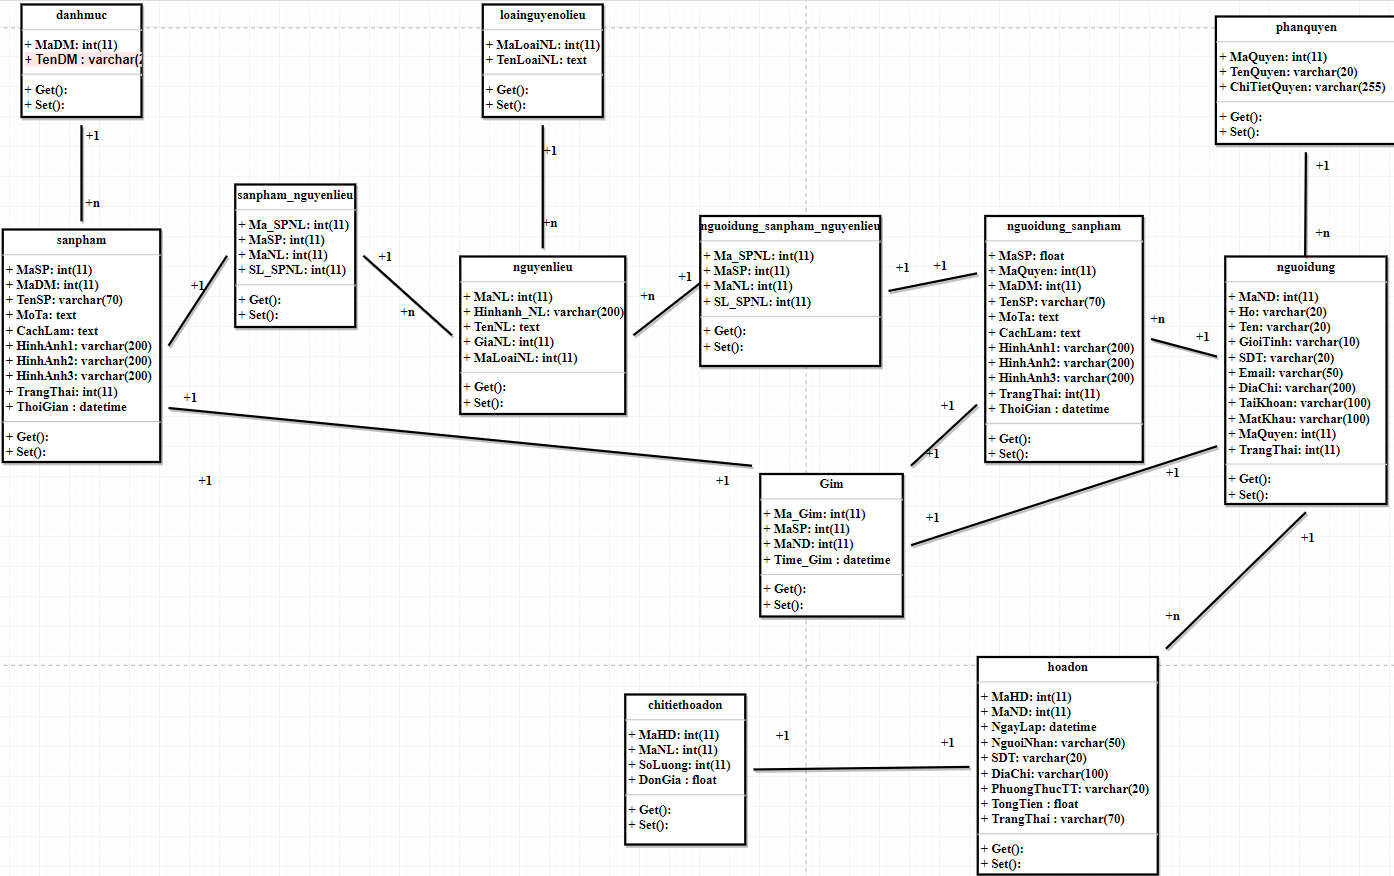 danhmuc
+ MaDM: int(11)
+ TenDM : varchar(2
+ Get():
+ Set():
+1
+n
loainguyenolieu
+ MaLoaiNL: int(11)
+ TenLoaiNL: text
+ Get():
+ Set():
+1
+n
phanquyen
+ MaQuyen: int(11)
+ TenQuyen: varchar(20)
+ ChiTietQuyen: varchar(255)
+ Get():
+ Set():
+1
+n
sanpham
+ MaSP: int(11)
+ MaDM: int(11)
+ TenSP: varchar(70)
+ MoTa: text
+ CachLam: text
+ HinhAnh1: varchar(200)
+ HinhAnh2: varchar(200)
+ HinhAnh3: varchar(200)
+ TrangThai: int(11)
+ ThoiGian : datetime
+ Get():
+ Set():
+1
sanpham_nguyenlieu
+ Ma_SPNL: int(11)
+ MaSP: int(11)
+ MaNL: int(11)
+ SL_SPNL: int(11)
+ Get():
+ Set():
+1
+n
nguyenlieu
+ MaNL: int(11)
+ Hinhanh_NL: varchar(200)
+ TenNL: text
+ GiaNL: int(11)
+ MaLoaiNL: int(11)
+ Get():
+ Set():
+n
+1
nguoidung_sanpham_nguyenlieu
+ Ma_SPNL: int(11)
+ MaSP: int(11)
+ MaNL: int(11)
+ SL_SPNL: int(11)
+ Get():
+ Set():
+1
+1
nguoidung_sanpham
+ MaSP: float
+ MaQuyen: int(11)
+ MaDM: int(11)
+ TenSP: varchar(70)
+ MoTa: text
+ CachLam: text
+ HinhAnh1: varchar(200)
+ HinhAnh2: varchar(200)
+ HinhAnh3: varchar(200)
+ TrangThai: int(11)
+ ThoiGian : datetime
+ Get():
+ Set():
+n
+1
nguoidung
+ MaND: int(11)
+ Ho: varchar(20)
+ Ten: varchar(20)
+ GioiTinh: varchar(10)
+ SDT: varchar(20)
+ Email: varchar(50)
+ DiaChi: varchar(200)
+ TaiKhoan: varchar(100)
+ MatKhau: varchar(100)
+ MaQuyen: int(11)
+ TrangThai: int(11)
+ Get():
+ Set():
+1
+1
+1
+1
+1
Gim
+ Ma_Gim: int(11)
+ MaSP: int(11)
+ MaND: int(11)
+ Time_Gim : datetime
+ Get():
+ Set():
+1
+1
+1
+n
hoadon
+ MaHD: int(11)
+ MaND: int(11)
+ NgayLap: datetime
+ NguoiNhan: varchar(50)
+ SDT: varchar(20)
+ DiaChi: varchar(100)
+ PhuongThucTT: varchar(20)
+ TongTien : float
+ TrangThai : varchar(70)
+ Get():
+ Set():
chitiethoadon
+ MaHD: int(11)
+ MaNL: int(11)
+ SoLuong: int(11)
+ DonGia : float
+ Get():
+ Set():
+1
+1